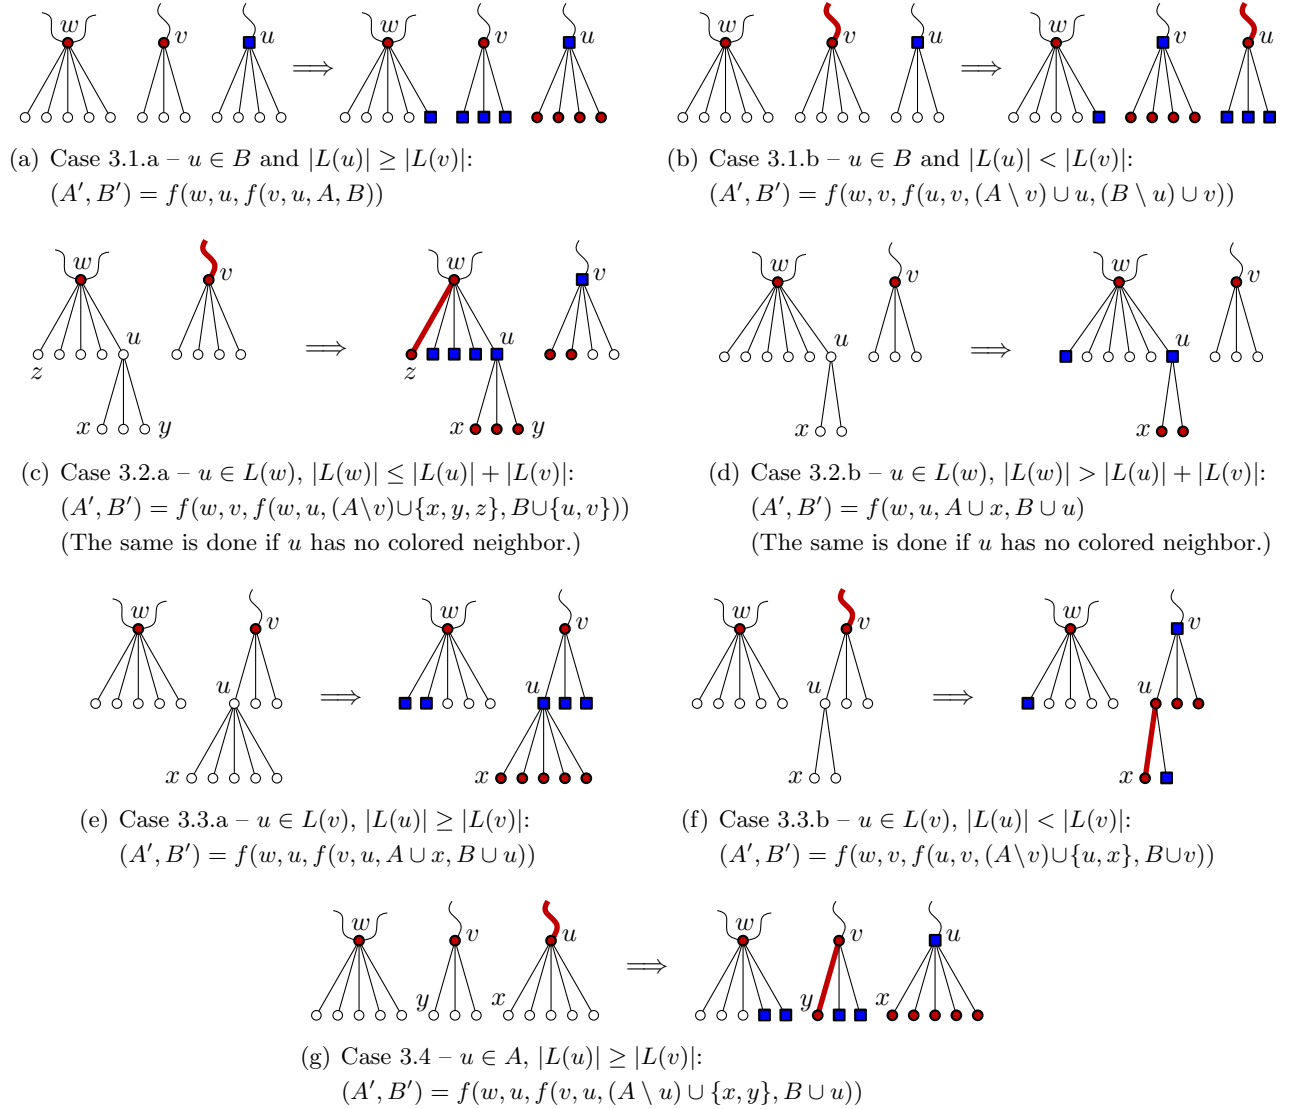 w v u ⟹ w v u
w v u ⟹ w v u
(a) Case 3.1.a – u ∈ B and |L(u)| ≥ |L(v)|:
(A′, B′) = f(w, u, f(v, u, A, B))
(b) Case 3.1.b – u ∈ B and |L(u)| < |L(v)|:
(A′, B′) = f(w, v, f(u, v, (A \ v) ∪ u, (B \ u) ∪ v))
w v w v
u ⟹ u
z z
x y x y
w v w v
u ⟹ u
x x
(c) Case 3.2.a – u ∈ L(w), |L(w)| ≤ |L(u)| + |L(v)|:
(A′, B′) = f(w, v, f(w, u, (A\v)∪{x, y, z}, B∪{u, v}))
(The same is done if u has no colored neighbor.)
(d) Case 3.2.b – u ∈ L(w), |L(w)| > |L(u)| + |L(v)|:
(A′, B′) = f(w, u, A ∪ x, B ∪ u)
(The same is done if u has no colored neighbor.)
w v w v
u ⟹ u
x x
w v w v
u ⟹ u
x x
(e) Case 3.3.a – u ∈ L(v), |L(u)| ≥ |L(v)|:
(A′, B′) = f(w, u, f(v, u, A ∪ x, B ∪ u))
(f) Case 3.3.b – u ∈ L(v), |L(u)| < |L(v)|:
(A′, B′) = f(w, v, f(u, v, (A\v)∪{u, x}, B∪v))
w v u ⟹ w v u
y x y x
(g) Case 3.4 – u ∈ A, |L(u)| ≥ |L(v)|:
(A′, B′) = f(w, u, f(v, u, (A \ u) ∪ {x, y}, B ∪ u))